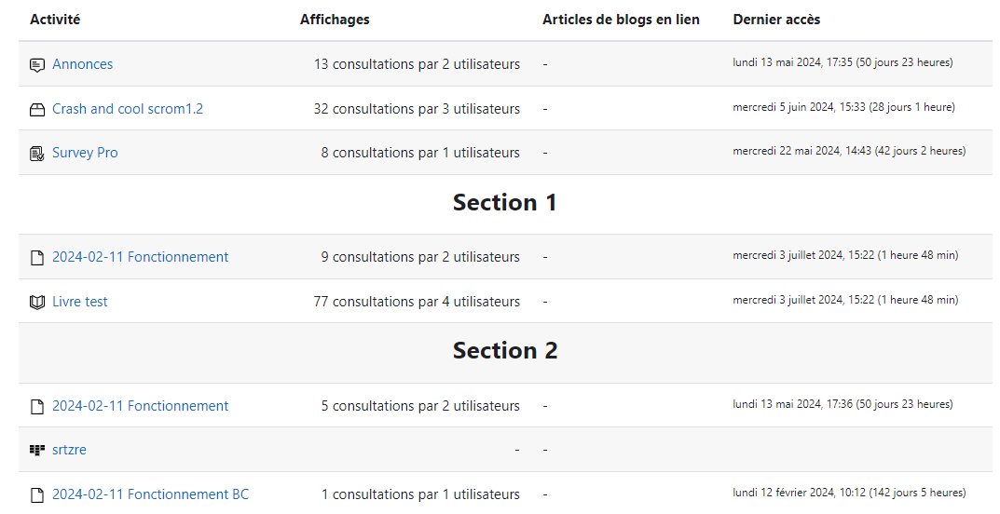 Activité Affichages Articles de blogs en lien Dernier accès
Annonces 13 consultations par 2 utilisateurs - lundi 13 mai 2024, 17:35 (50 jours 23 heures)
Crash and cool scrom1.2 32 consultations par 3 utilisateurs - mercredi 5 juin 2024, 15:33 (28 jours 1 heure)
Survey Pro 8 consultations par 1 utilisateurs - mercredi 22 mai 2024, 14:43 (42 jours 2 heures)
Section 1
2024-02-11 Fonctionnement 9 consultations par 2 utilisateurs - mercredi 3 juillet 2024, 15:22 (1 heure 48 min)
Livre test 77 consultations par 4 utilisateurs - mercredi 3 juillet 2024, 15:22 (1 heure 48 min)
Section 2
2024-02-11 Fonctionnement 5 consultations par 2 utilisateurs - lundi 13 mai 2024, 17:36 (50 jours 23 heures)
srtzre - -
2024-02-11 Fonctionnement BC 1 consultations par 1 utilisateurs - lundi 12 février 2024, 10:12 (142 jours 5 heures)